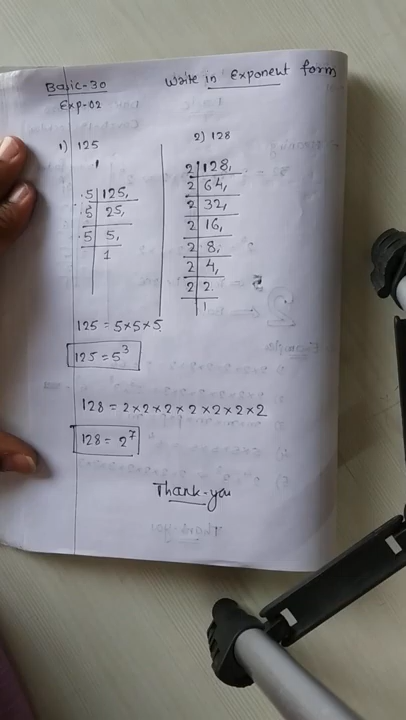 Basic-30 Write in Exponent form
Exp-02
1) 125
2) 128
1
5 | 125,
5 | 25,
5 | 5,
1
2 | 128,
2 | 64,
2 | 32,
2 | 16,
2 | 8,
2 | 4,
2 | 2.
1
125 = 5×5×5
125 = 5³
128 = 2×2×2×2×2×2×2×2
128 = 2⁷
Thank-you